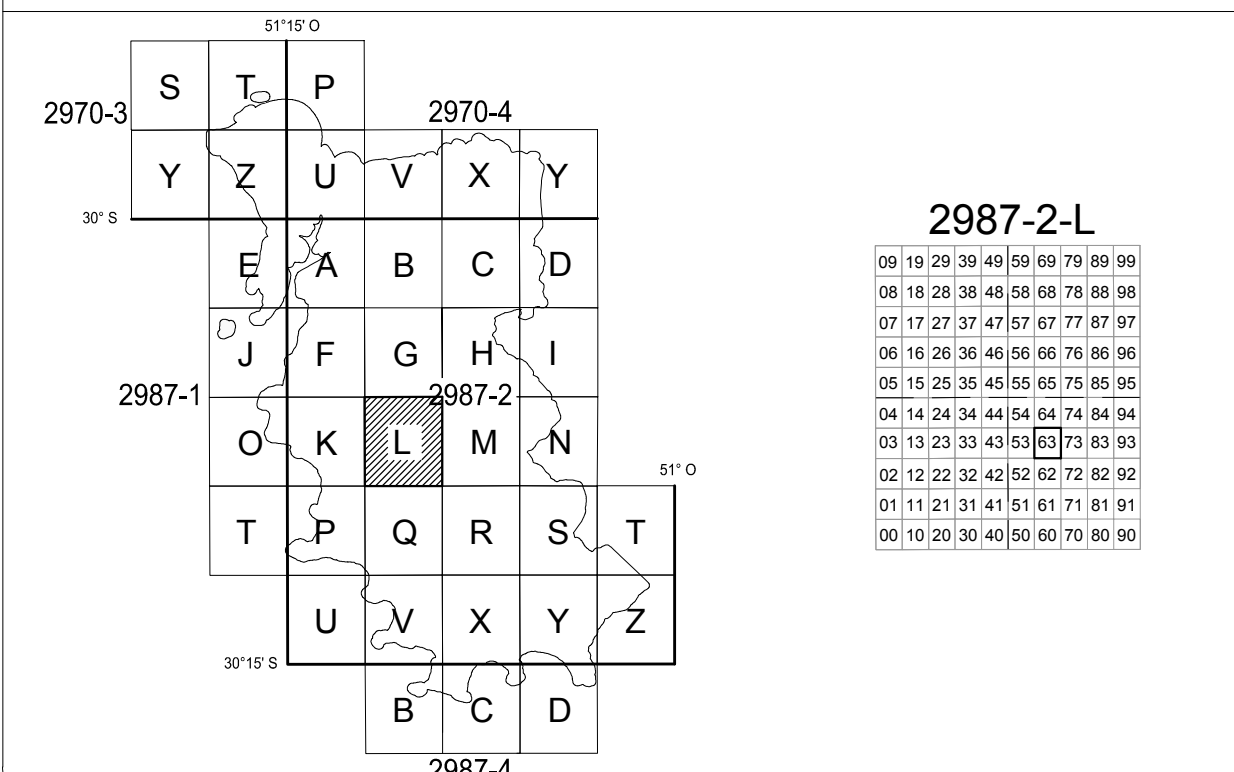 51°15' O
S T P
2970-3 2970-4
Y Z U V X Y
30° S
E A B C D
J F G H I
2987-1 2987-2
O K L M N
51° O
T P Q R S T
U V X Y Z
30°15' S
B C D
2987-4
2987-2-L
09 19 29 39 49 59 69 79 89 99
08 18 28 38 48 58 68 78 88 98
07 17 27 37 47 57 67 77 87 97
06 16 26 36 46 56 66 76 86 96
05 15 25 35 45 55 65 75 85 95
04 14 24 34 44 54 64 74 84 94
03 13 23 33 43 53 63 73 83 93
02 12 22 32 42 52 62 72 82 92
01 11 21 31 41 51 61 71 81 91
00 10 20 30 40 50 60 70 80 90